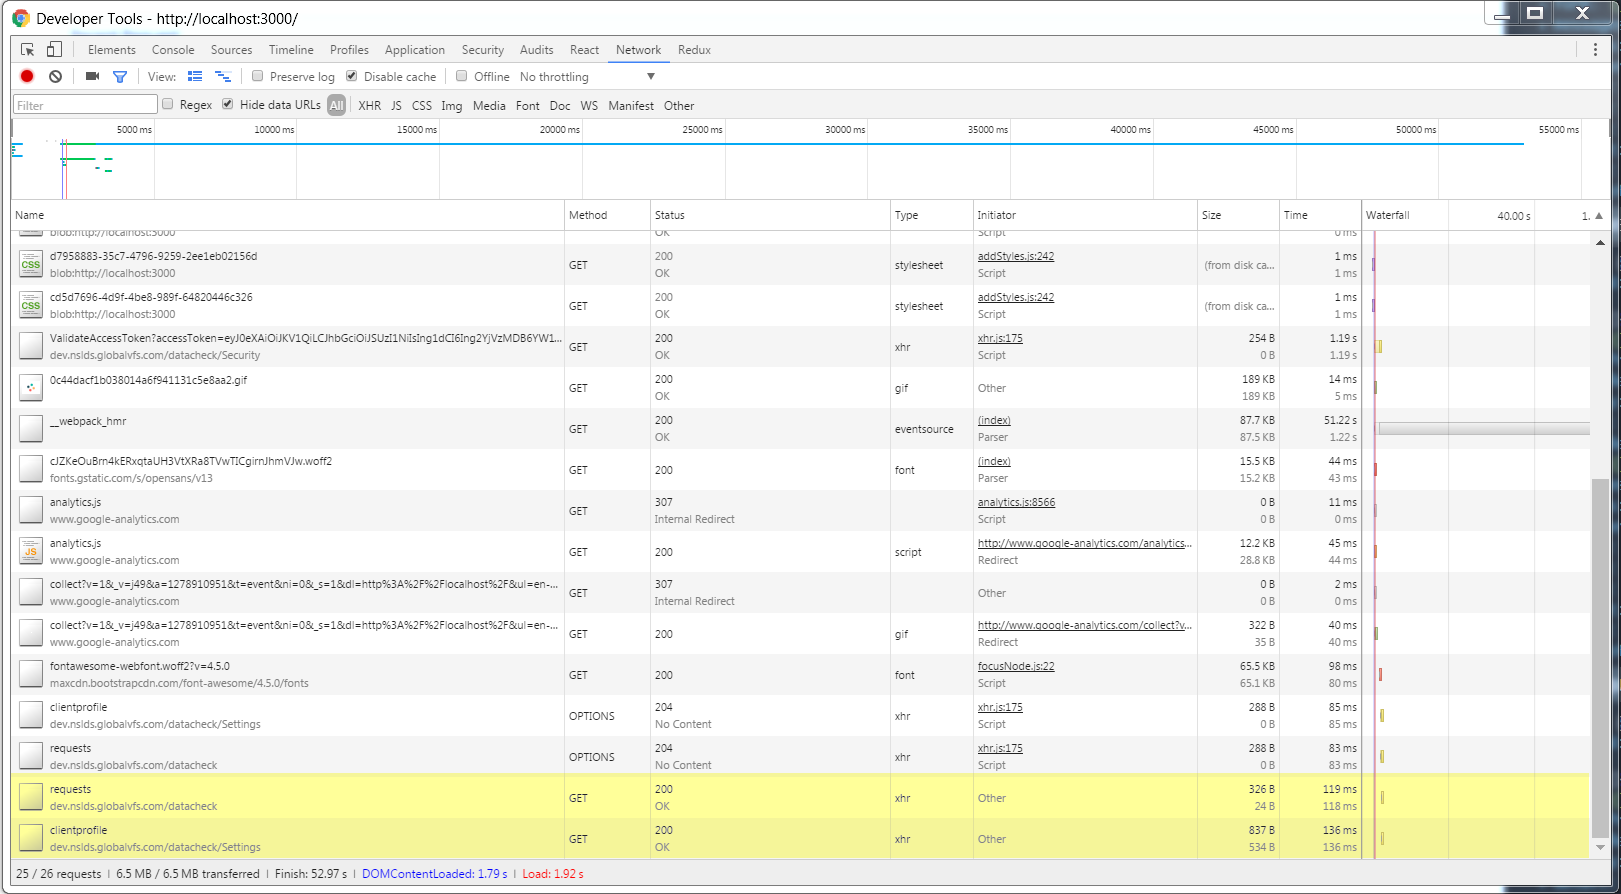 Developer Tools - http://localhost:3000/
Elements Console Sources Timeline Profiles Application Security Audits React Network Redux
View: Preserve log Disable cache Offline No throttling
Filter Regex Hide data URLs All XHR JS CSS Img Media Font Doc WS Manifest Other
5000 ms 10000 ms 15000 ms 20000 ms 25000 ms 30000 ms 35000 ms 40000 ms 45000 ms 50000 ms 55000 ms
Name Method Status Type Initiator Size Time Waterfall 40.00 s 1.
blob:http://localhost:3000 OK Script 0 ms
d7958883-35c7-4796-9259-2ee1eb02156d 200 addStyles.js:242 1 ms
CSS GET stylesheet (from disk ca...
blob:http://localhost:3000 OK Script 1 ms
cd5d7696-4d9f-4be8-989f-64820446c326 200 addStyles.js:242 1 ms
CSS GET stylesheet (from disk ca...
blob:http://localhost:3000 OK Script 1 ms
ValidateAccessToken?accessToken=eyJ0eXAiOiJKV1QiLCJhbGciOiJSUzI1NiIsIng1dCI6Ing2YjVzMDB6YW1... 200 xhr.js:175 254 B 1.19 s
GET xhr
dev.nslds.globalvfs.com/datacheck/Security OK Script 0 B 1.19 s
0c44dacf1b038014a6f941131c5e8aa2.gif 200 189 KB 14 ms
GET gif Other
OK 189 KB 5 ms
__webpack_hmr 200 (index) 87.7 KB 51.22 s
GET eventsource
OK Parser 87.5 KB 1.22 s
cJZKeOuBrn4kERxqtaUH3VtXRa8TVwTICgirnJhmVJw.woff2 (index) 15.5 KB 44 ms
GET 200 font
fonts.gstatic.com/s/opensans/v13 Parser 15.2 KB 43 ms
analytics.js 307 analytics.js:8566 0 B 11 ms
GET
www.google-analytics.com Internal Redirect Script 0 B 0 ms
analytics.js http://www.google-analytics.com/analytics... 12.2 KB 45 ms
JS GET 200 script
www.google-analytics.com Redirect 28.8 KB 44 ms
collect?v=1&_v=j49&a=1278910951&t=event&ni=0&_s=1&dl=http%3A%2F%2Flocalhost%2F&ul=en-... 307 0 B 2 ms
GET Other
www.google-analytics.com Internal Redirect 0 B 0 ms
collect?v=1&_v=j49&a=1278910951&t=event&ni=0&_s=1&dl=http%3A%2F%2Flocalhost%2F&ul=en-... http://www.google-analytics.com/collect?v... 322 B 40 ms
GET 200 gif
www.google-analytics.com Redirect 35 B 40 ms
fontawesome-webfont.woff2?v=4.5.0 focusNode.js:22 65.5 KB 98 ms
GET 200 font
maxcdn.bootstrapcdn.com/font-awesome/4.5.0/fonts Script 65.1 KB 80 ms
clientprofile 204 xhr.js:175 288 B 85 ms
OPTIONS xhr
dev.nslds.globalvfs.com/datacheck/Settings No Content Script 0 B 85 ms
requests 204 xhr.js:175 288 B 83 ms
OPTIONS xhr
dev.nslds.globalvfs.com/datacheck No Content Script 0 B 83 ms
requests 200 326 B 119 ms
GET xhr Other
dev.nslds.globalvfs.com/datacheck OK 24 B 118 ms
clientprofile 200 837 B 136 ms
GET xhr Other
dev.nslds.globalvfs.com/datacheck/Settings OK 534 B 136 ms
25 / 26 requests | 6.5 MB / 6.5 MB transferred | Finish: 52.97 s | DOMContentLoaded: 1.79 s | Load: 1.92 s